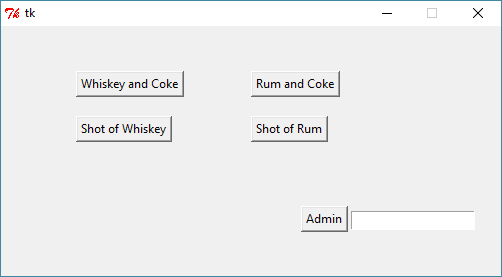 tk
Whiskey and Coke Rum and Coke
Shot of Whiskey Shot of Rum
Admin